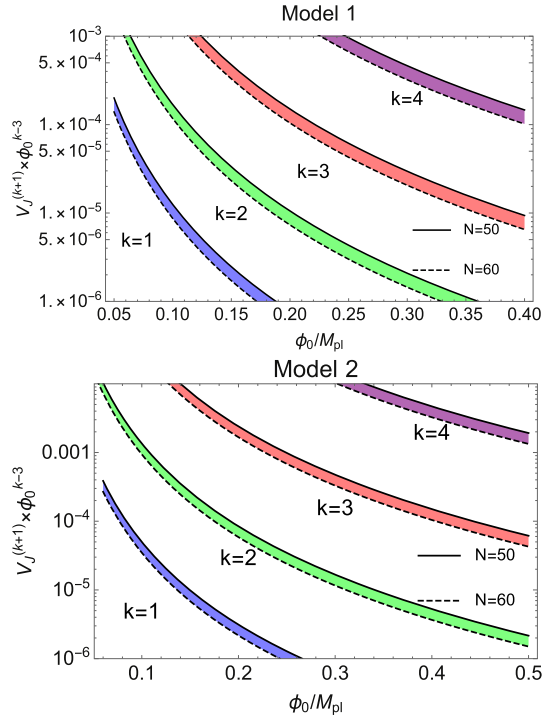 Model 1
V_J^(k+1)×ϕ_0^k-3
10^-3
5.×10^-4
1.×10^-4
5.×10^-5
1.×10^-5
5.×10^-6
1.×10^-6
k=4
k=3
k=2
k=1
N=50
N=60
0.05 0.10 0.15 0.20 0.25 0.30 0.35 0.40
ϕ_0/M_pl
Model 2
V_J^(k+1)×ϕ_0^k-3
0.001
10^-4
10^-5
10^-6
k=4
k=3
k=2
k=1
N=50
N=60
0.1 0.2 0.3 0.4 0.5
ϕ_0/M_pl